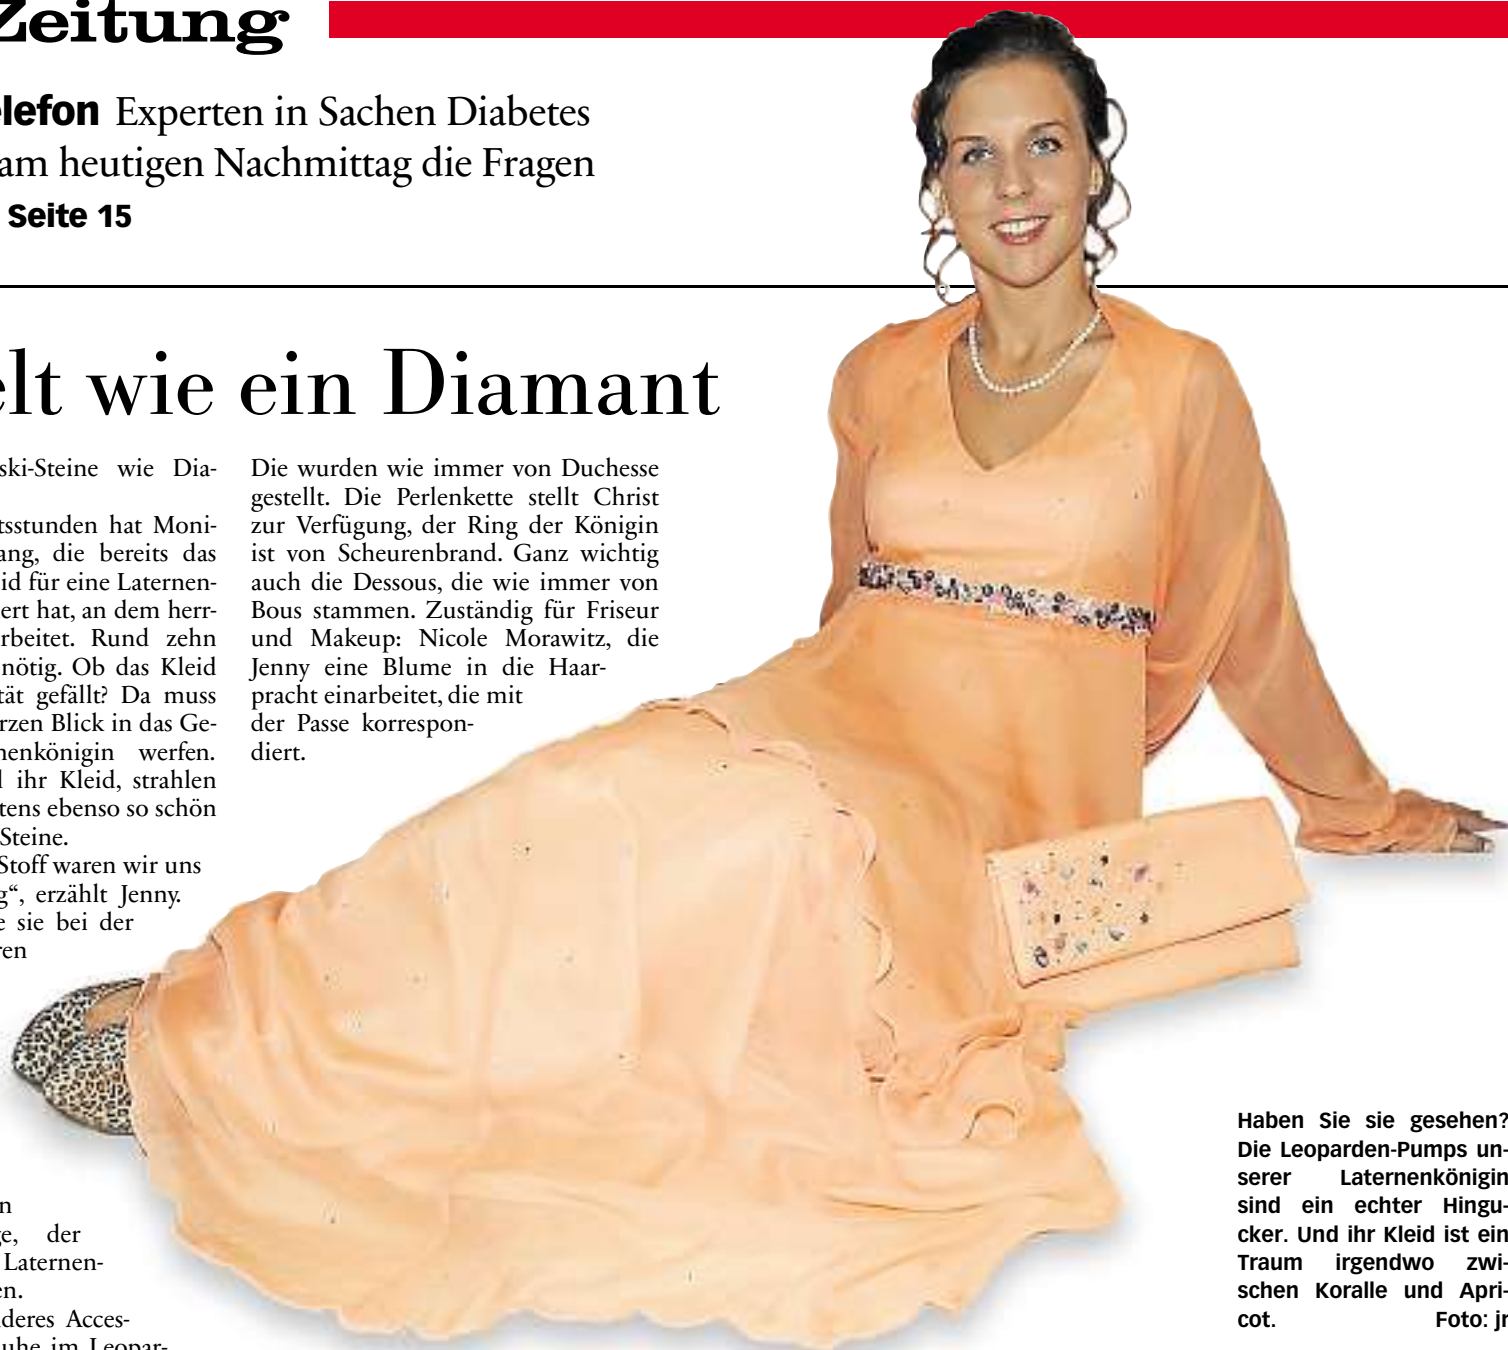 Zeitung
elefon Experten in Sachen Diabetes
am heutigen Nachmittag die Fragen
Seite 15
elt wie ein Diamant
ski-Steine wie Dia-
tsstunden hat Moni-
ang, die bereits das
id für eine Laternen-
ert hat, an dem herr-
rbeitet. Rund zehn
nötig. Ob das Kleid
tät gefällt? Da muss
rzen Blick in das Ge-
nenkönigin werfen.
l ihr Kleid, strahlen
tens ebenso so schön
Steine.
Stoff waren wir uns
g“, erzählt Jenny.
e sie bei der
ren
n
ge, der
Laternen-
en.
deres Acces-
uhe im Leopar-
Die wurden wie immer von Duchesse
gestellt. Die Perlenkette stellt Christ
zur Verfügung, der Ring der Königin
ist von Scheurenbrand. Ganz wichtig
auch die Dessous, die wie immer von
Bous stammen. Zuständig für Friseur
und Makeup: Nicole Morawitz, die
Jenny eine Blume in die Haar-
pracht einarbeitet, die mit
der Passe korrespon-
diert.
Haben Sie sie gesehen?
Die Leoparden-Pumps un-
serer Laternenkönigin
sind ein echter Hingu-
cker. Und ihr Kleid ist ein
Traum irgendwo zwi-
schen Koralle und Apri-
cot. Foto: jr